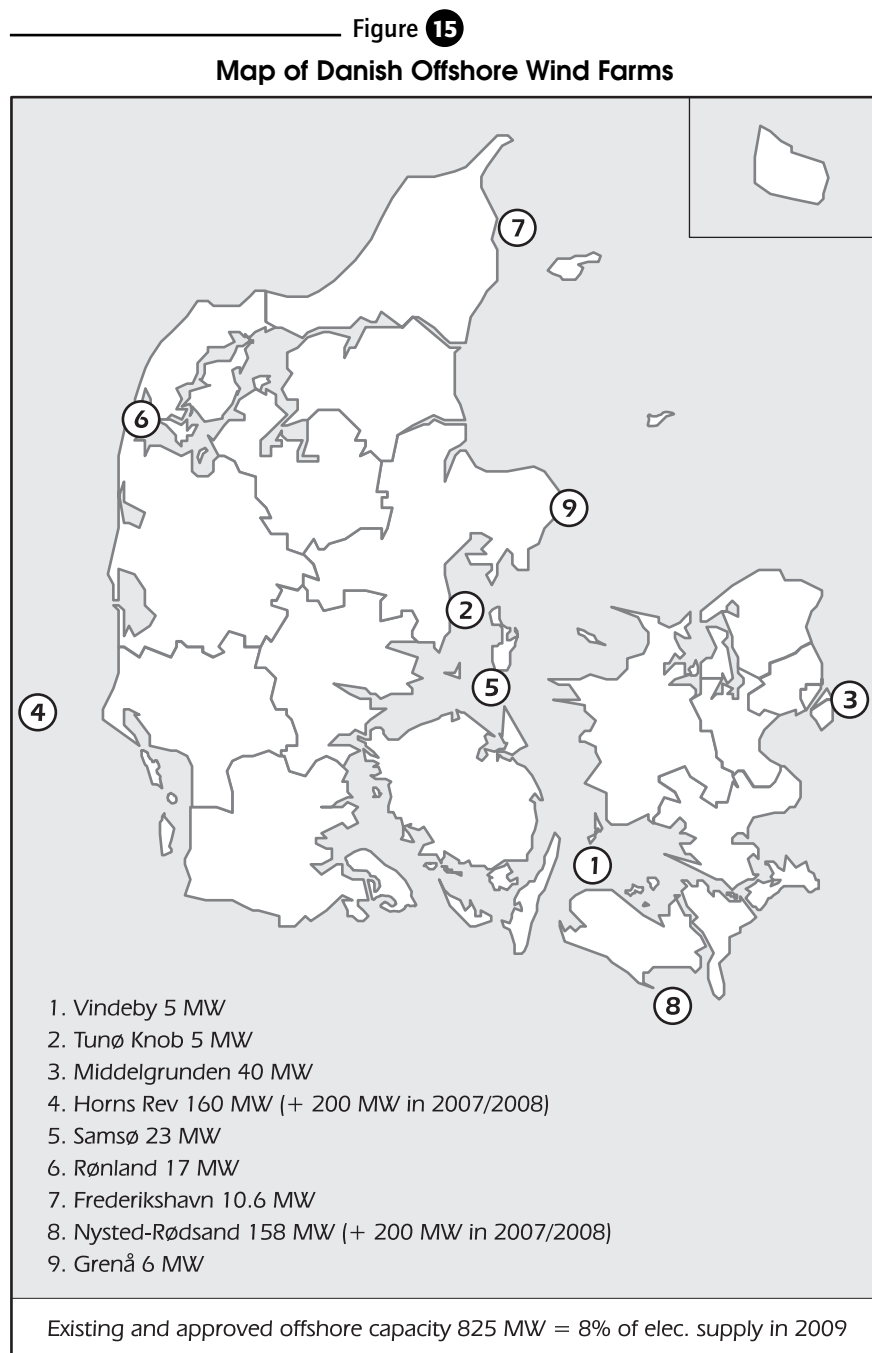 Figure 15
Map of Danish Offshore Wind Farms
7
6
9
2
5
4
3
1
8
1. Vindeby 5 MW
2. Tunø Knob 5 MW
3. Middelgrunden 40 MW
4. Horns Rev 160 MW (+ 200 MW in 2007/2008)
5. Samsø 23 MW
6. Rønland 17 MW
7. Frederikshavn 10.6 MW
8. Nysted-Rødsand 158 MW (+ 200 MW in 2007/2008)
9. Grenå 6 MW
Existing and approved offshore capacity 825 MW = 8% of elec. supply in 2009